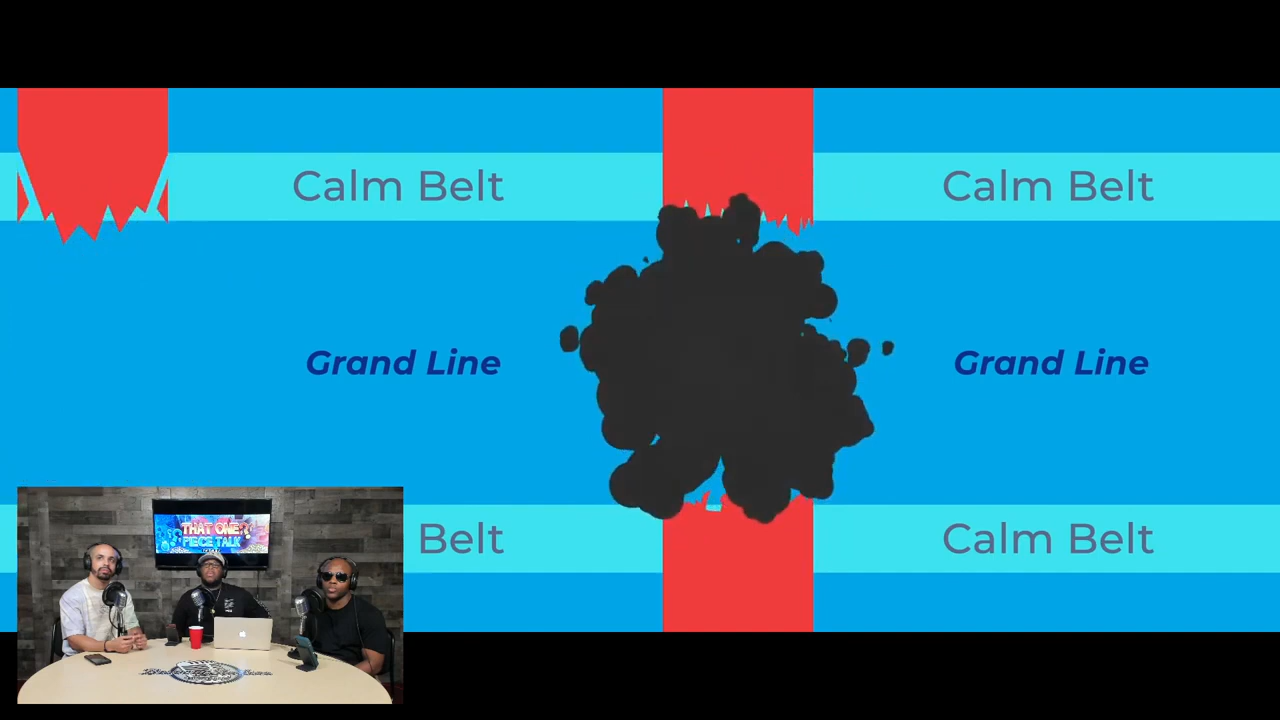 Calm Belt
Calm Belt
Grand Line
Grand Line
Belt
Calm Belt
THAT ONE
PIECE TALK